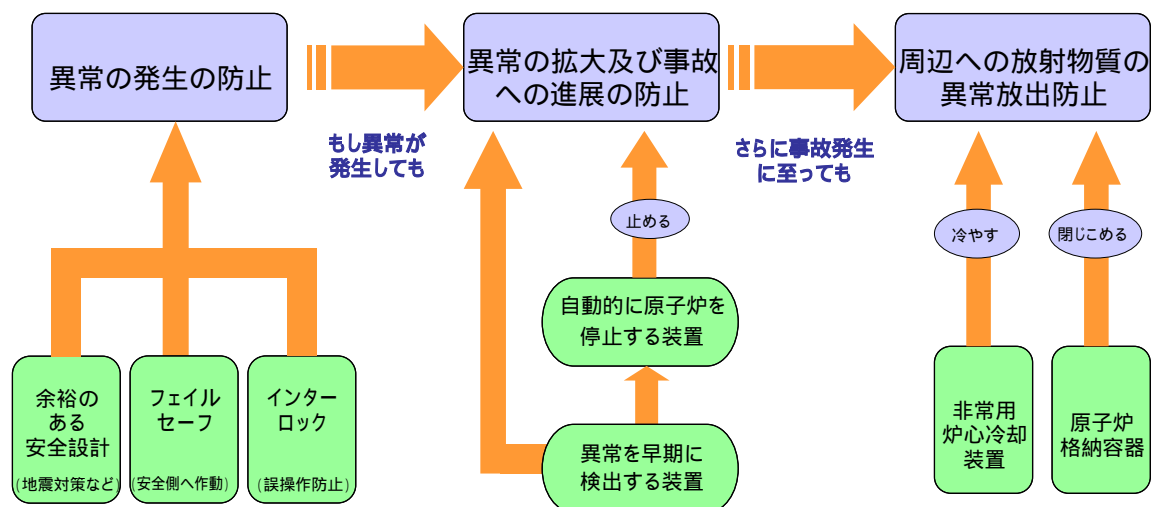 異常の発生の防止
異常の拡大及び事故
への進展の防止
周辺への放射物質の
異常放出防止
もし異常が
発生しても
さらに事故発生
に至っても
止める
冷やす
閉じこめる
自動的に原子炉を
停止する装置
余裕の
ある
安全設計
(地震対策など)
フェイル
セーフ
(安全側へ作動)
インター
ロック
(誤操作防止)
異常を早期に
検出する装置
非常用
炉心冷却
装置
原子炉
格納容器